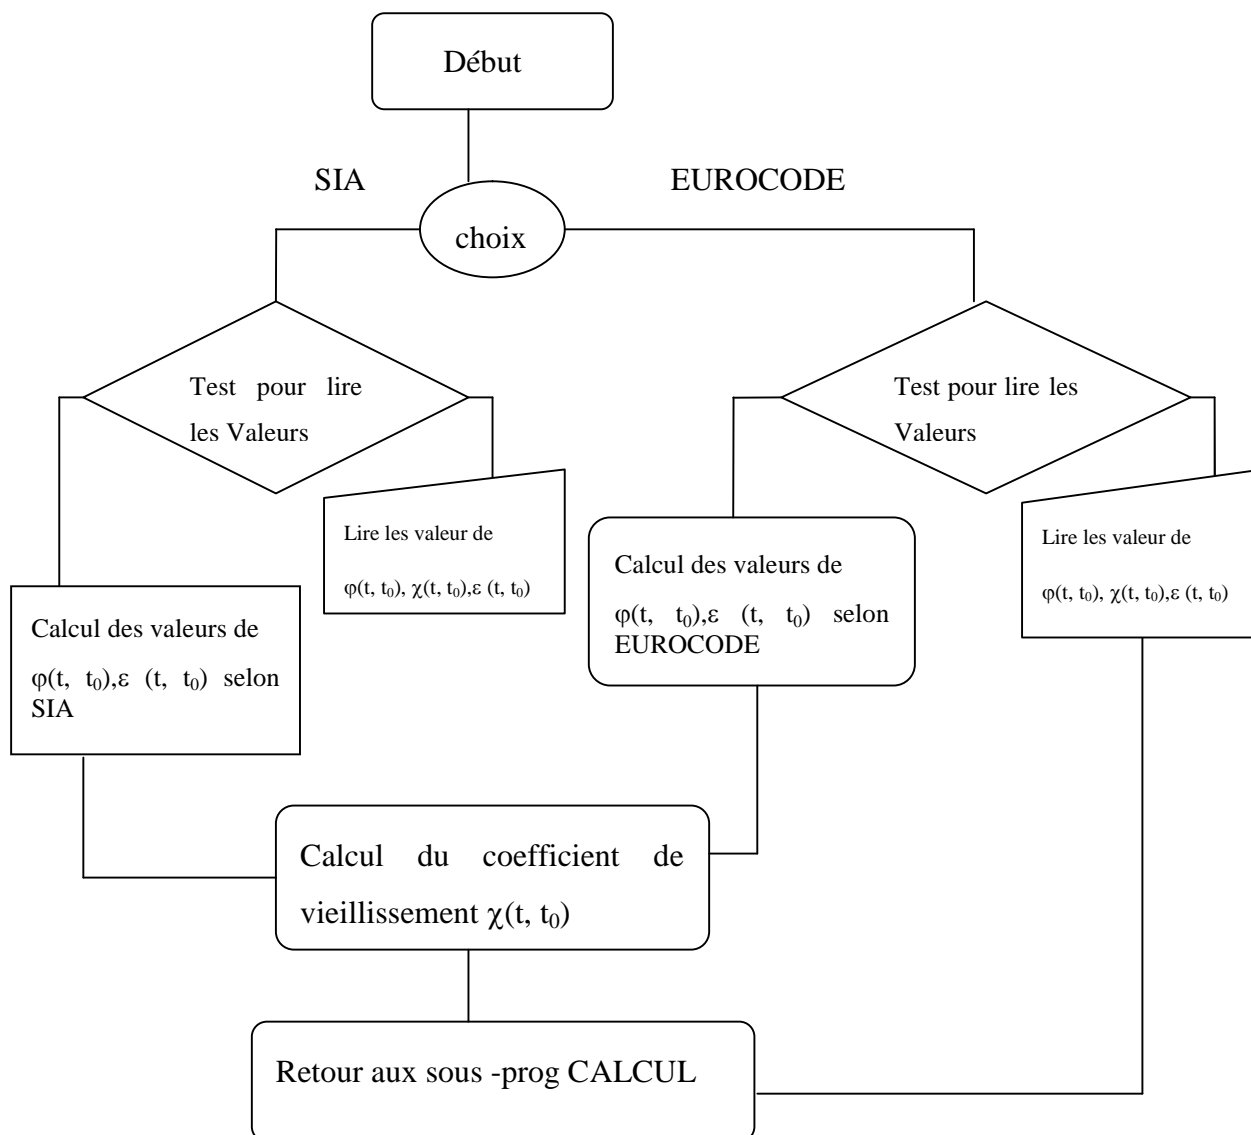 Début
SIA
EUROCODE
choix
Test pour lire
les Valeurs
Test pour lire les
Valeurs
Lire les valeur de
φ(t, t₀), χ(t, t₀),ε (t, t₀)
Calcul des valeurs de
φ(t, t₀),ε (t, t₀) selon
EUROCODE
Lire les valeur de
φ(t, t₀), χ(t, t₀),ε (t, t₀)
Calcul des valeurs de
φ(t, t₀),ε (t, t₀) selon
SIA
Calcul du coefficient de
vieillissement χ(t, t₀)
Retour aux sous -prog CALCUL